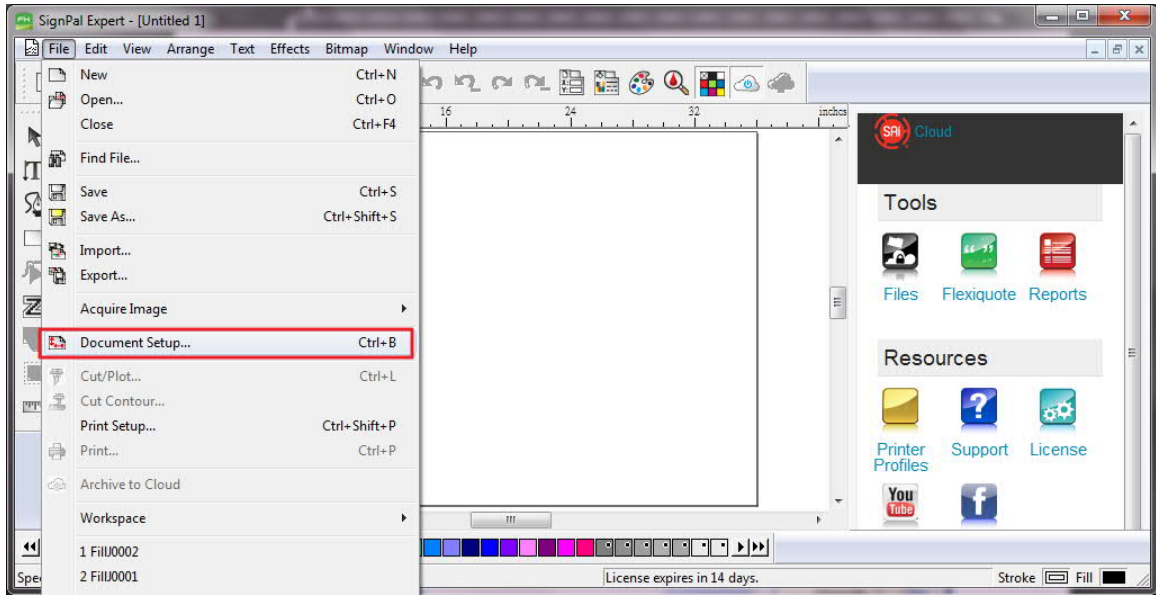 SignPal Expert - [Untitled 1]
File Edit View Arrange Text Effects Bitmap Window Help
New Ctrl+N
Open... Ctrl+O
Close Ctrl+F4
Find File...
Save Ctrl+S
Save As... Ctrl+Shift+S
Import...
Export...
Acquire Image
Document Setup... Ctrl+B
Cut/Plot... Ctrl+L
Cut Contour...
Print Setup... Ctrl+Shift+P
Print... Ctrl+P
Archive to Cloud
Workspace
1 FillJ0002
2 FillJ0001
16 24 32 inches
SAi Cloud
Tools
Files Flexiquote Reports
Resources
Printer Profiles Support License
You Tube f
License expires in 14 days.
Stroke Fill